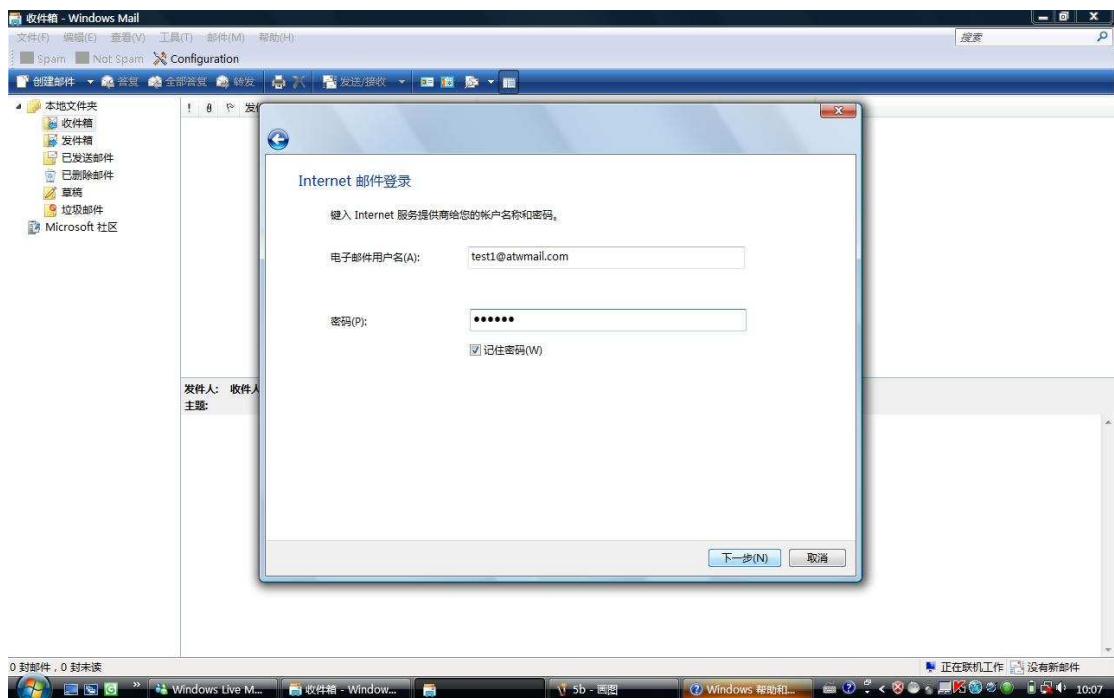 收件箱 - Windows Mail
文件(F) 编辑(E) 查看(V) 工具(T) 邮件(M) 帮助(H)
搜索
Spam Not Spam Configuration
创建邮件 答复 全部答复 转发 发送/接收
本地文件夹
收件箱
发件箱
已发送邮件
已删除邮件
草稿
垃圾邮件
Microsoft 社区
! 发件
Internet 邮件登录
键入 Internet 服务提供商给您的帐户名称和密码。
电子邮件用户名(A): test1@atwmail.com
密码(P): ••••••
记住密码(W)
下一步(N) 取消
发件人: 收件人
主题:
0 封邮件，0 封未读
正在联机工作 没有新邮件
Windows Live M... 收件箱 - Window... 5b - 画图 Windows 帮助和... 10:07